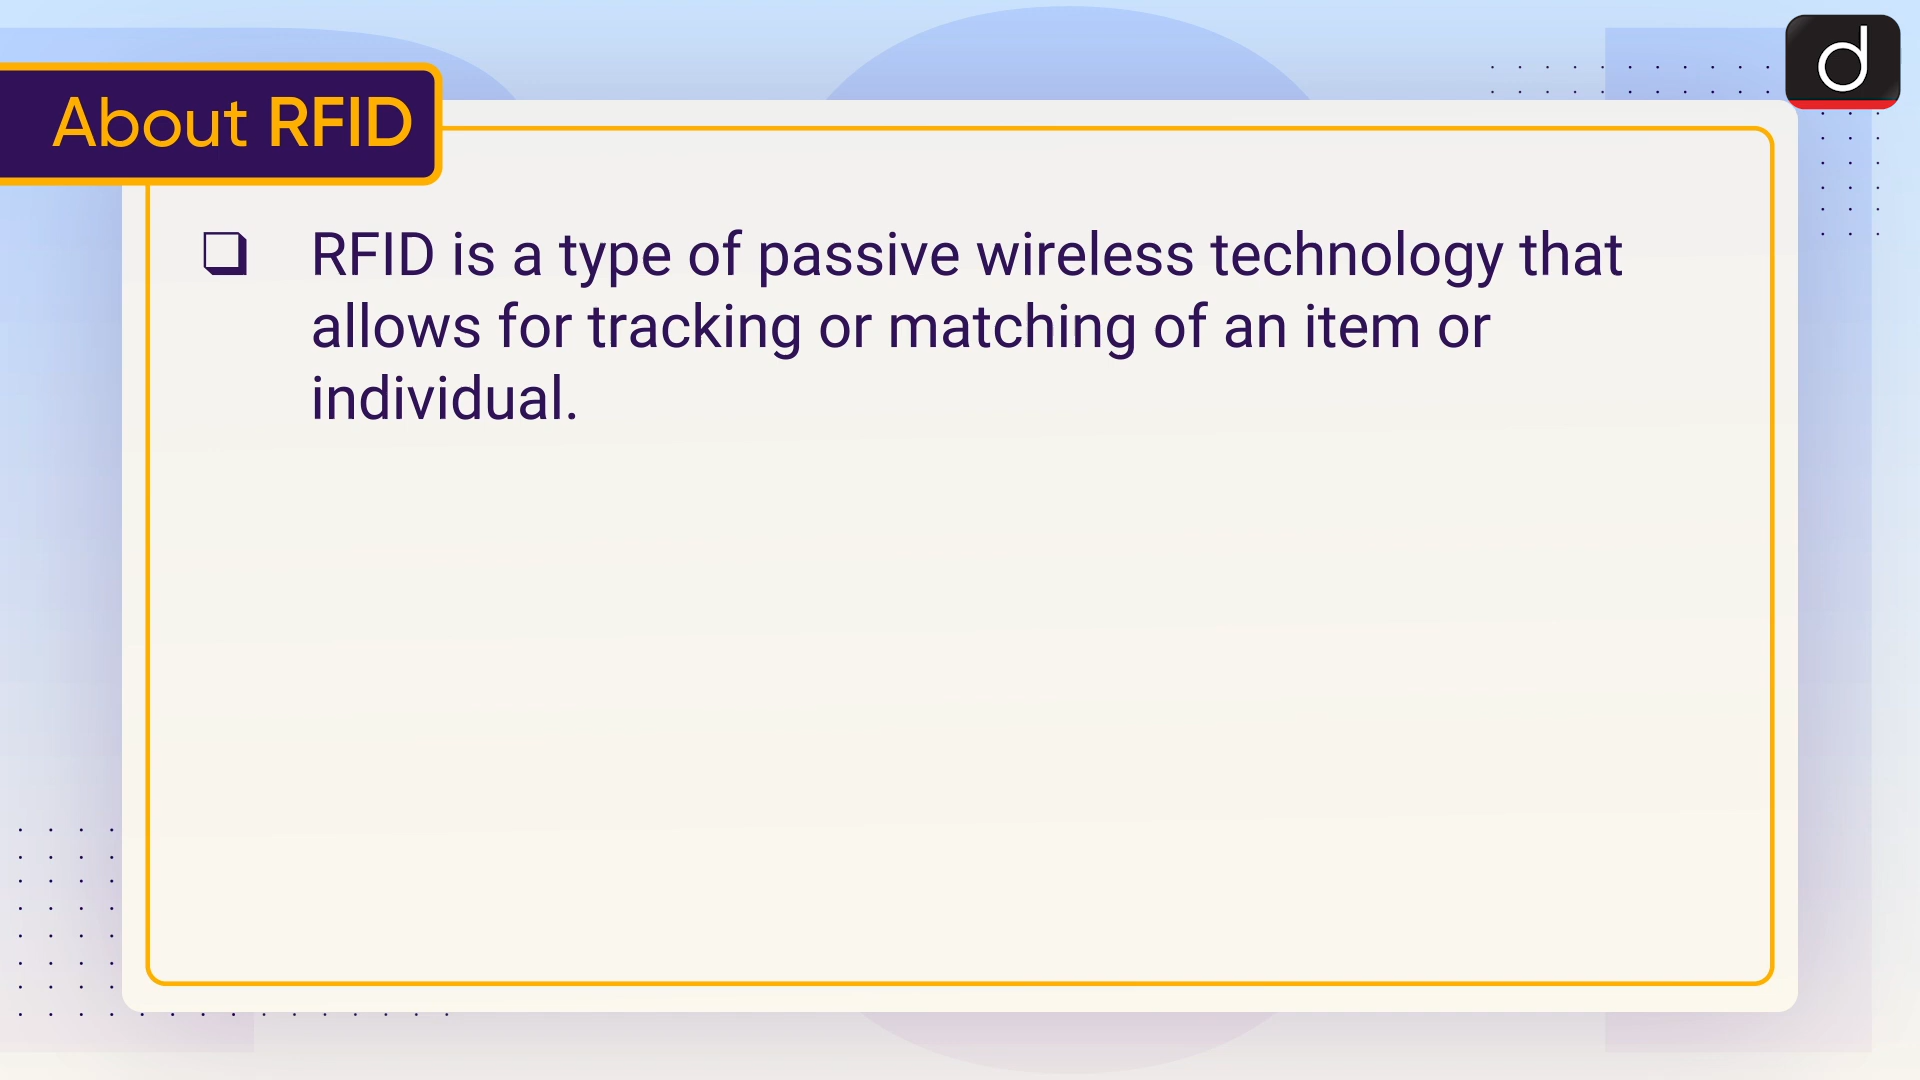 About RFID
❑ RFID is a type of passive wireless technology that
allows for tracking or matching of an item or
individual.
d